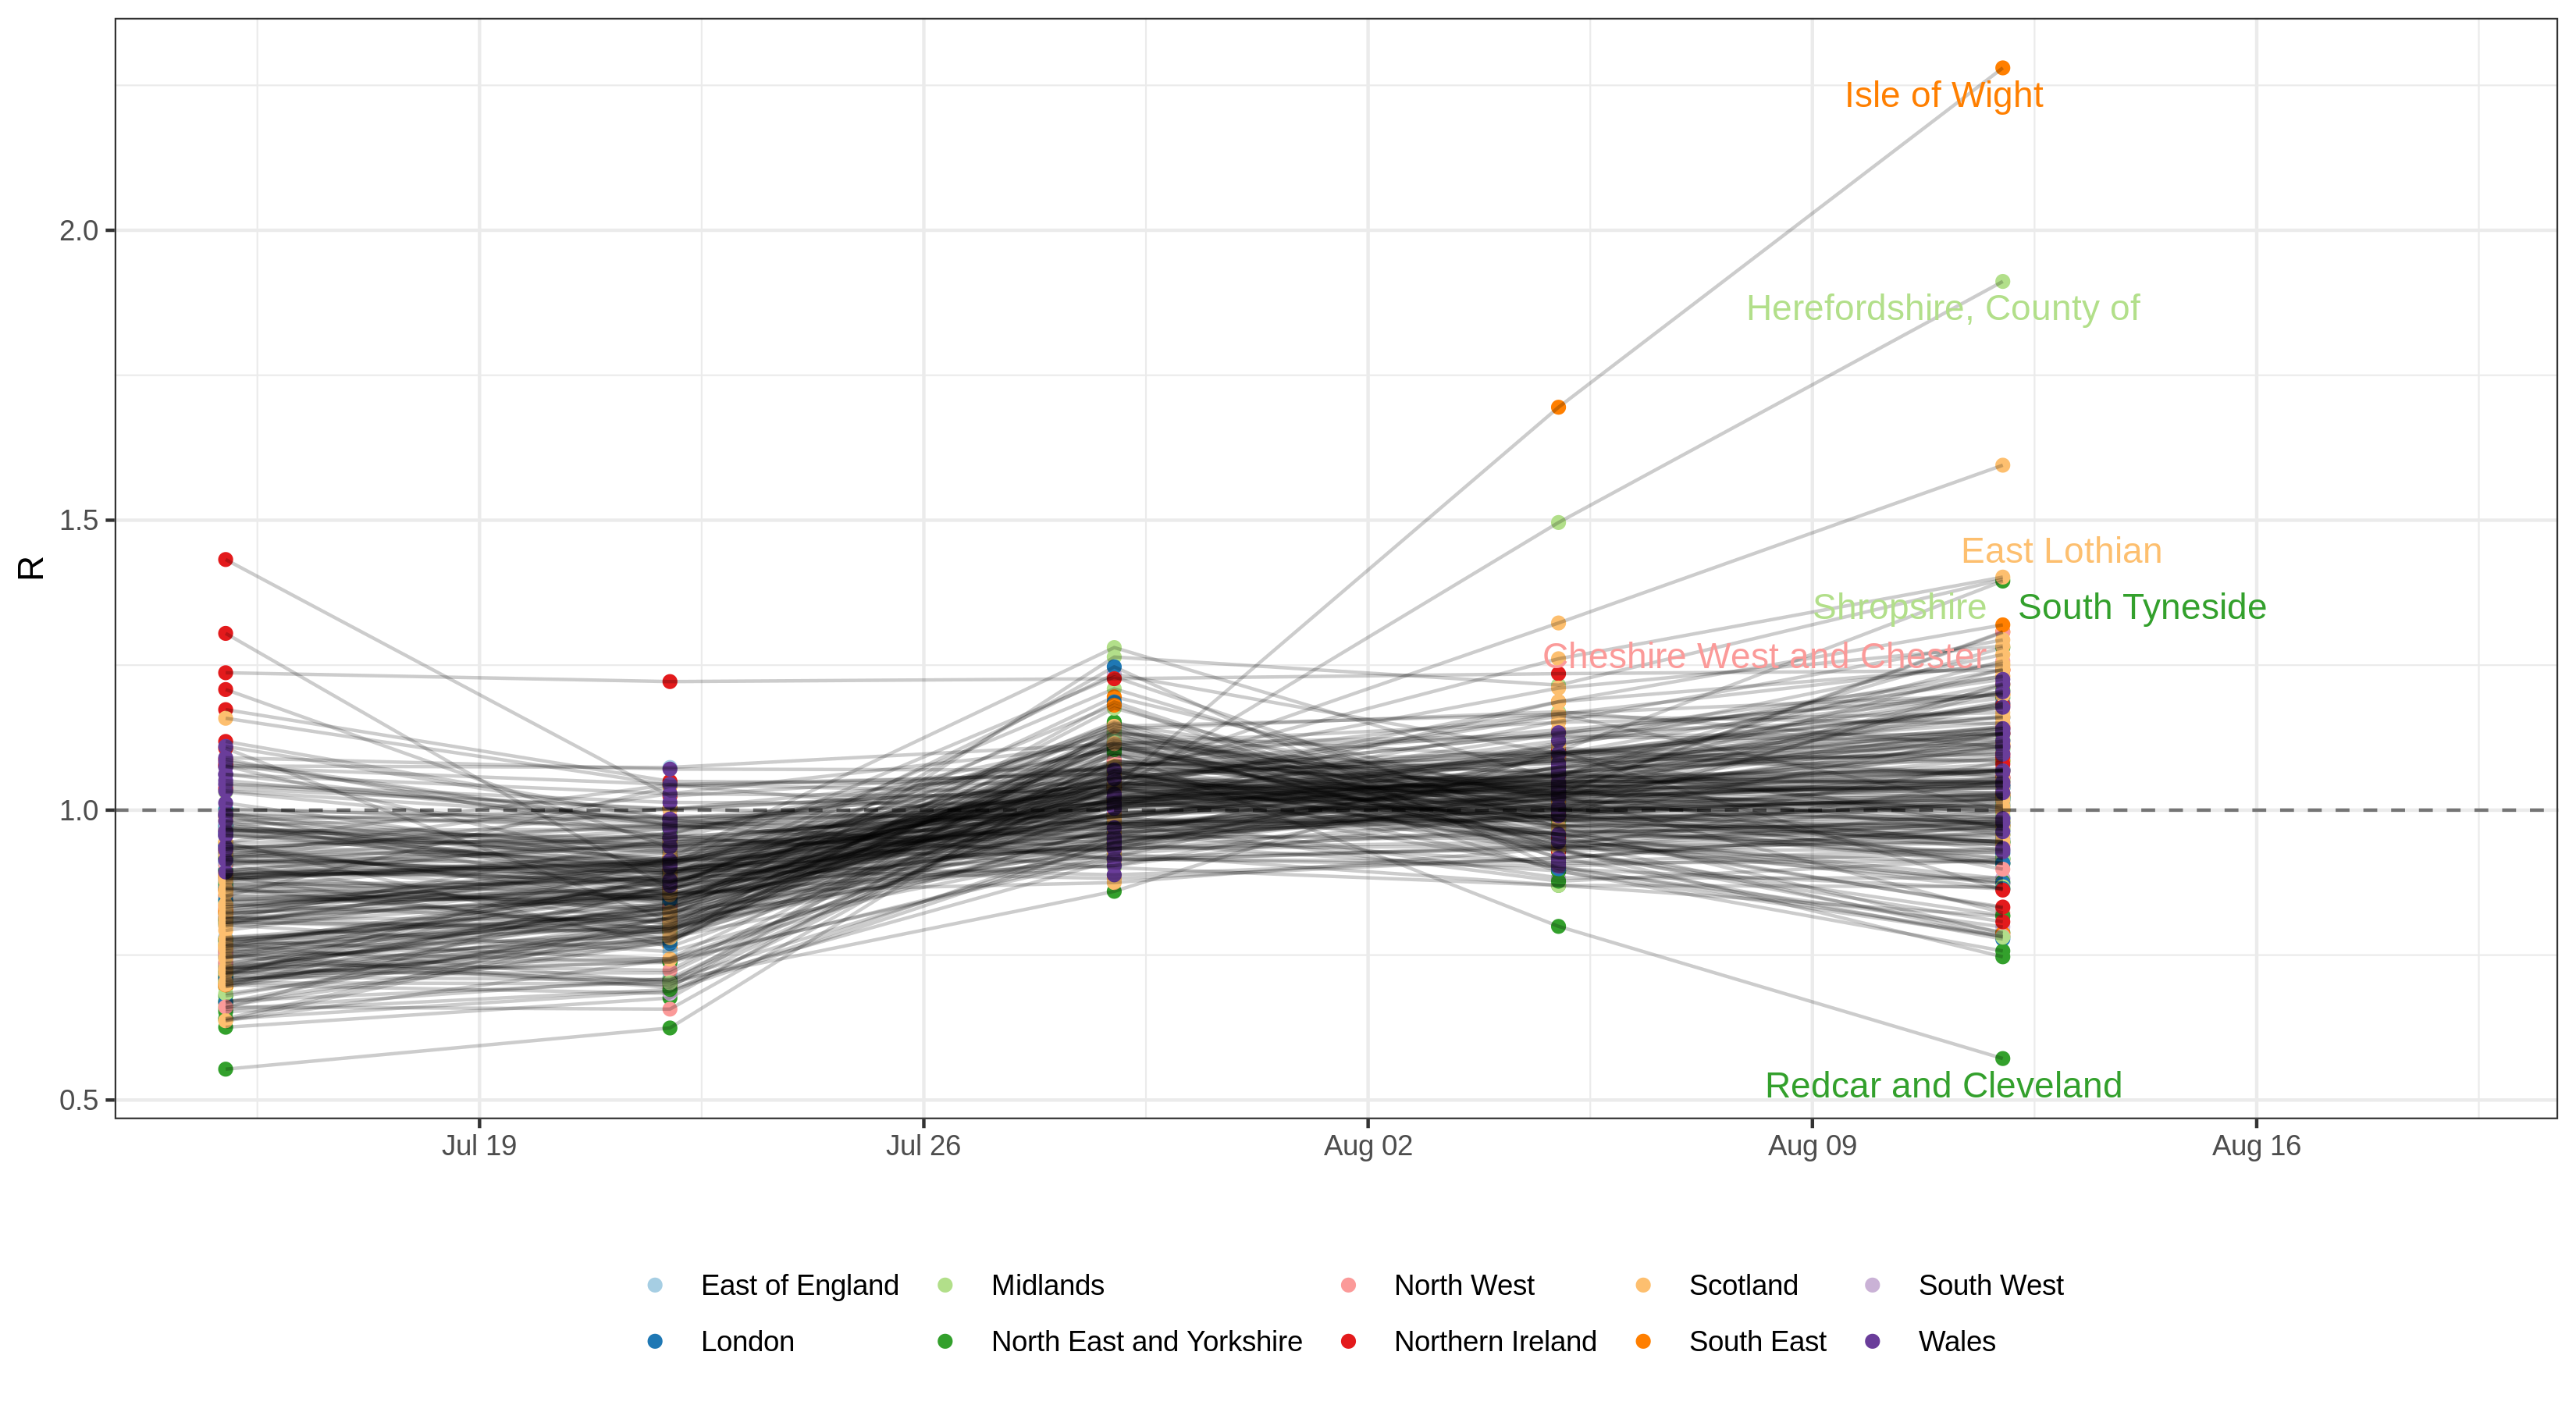 Isle of Wight
2.0
Herefordshire, County of
1.5
East Lothian
R
Shropshire
South Tyneside
Cheshire West and Chester
1.0
Redcar and Cleveland
0.5
Jul 19
Jul 26
Aug 02
Aug 09
Aug 16
East of England
Midlands
North West
Scotland
South West
London
North East and Yorkshire
Northern Ireland
South East
Wales